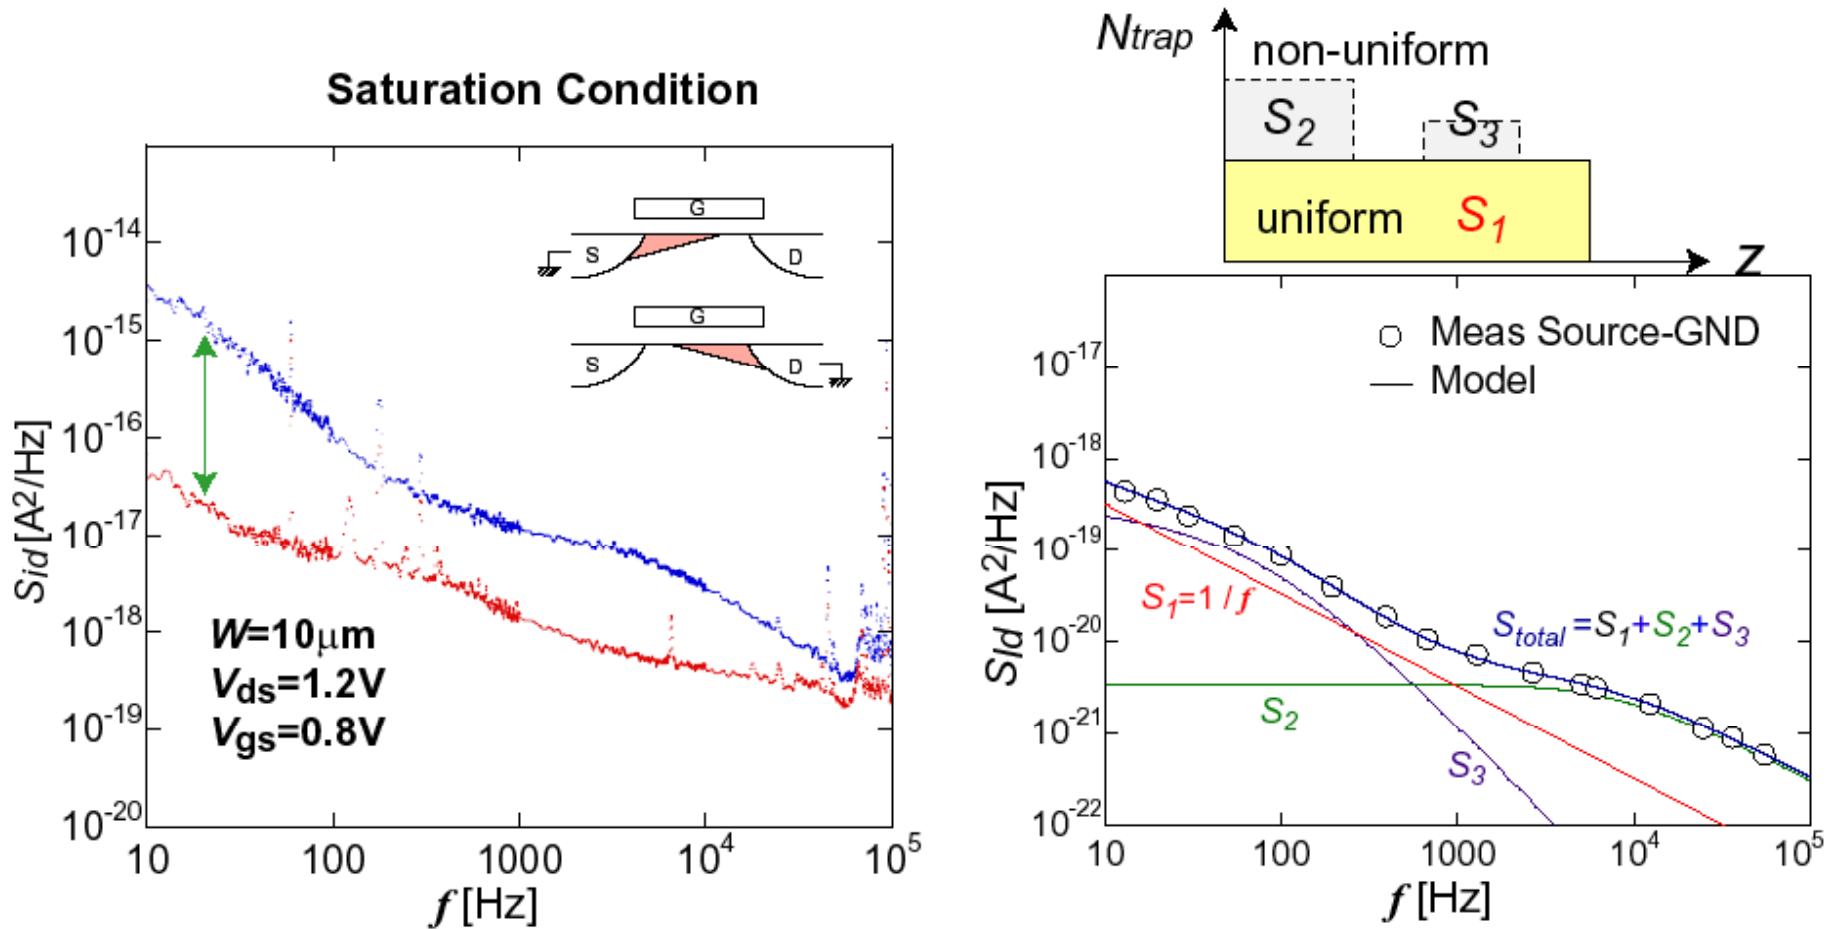 Saturation Condition
10-14
10-15
10-16
10-17
10-18
10-19
10-20
Sid [A2/Hz]
G
S
D
G
S
D
W=10μm
Vds=1.2V
Vgs=0.8V
10
100
1000
104
105
f [Hz]
Ntrap
non-uniform
S2
S3
uniform
S1
z
Meas Source-GND
Model
10-17
10-18
10-19
10-20
10-21
10-22
SId [A2/Hz]
S1=1/f
Stotal=S1+S2+S3
S2
S3
10
100
1000
104
105
f [Hz]